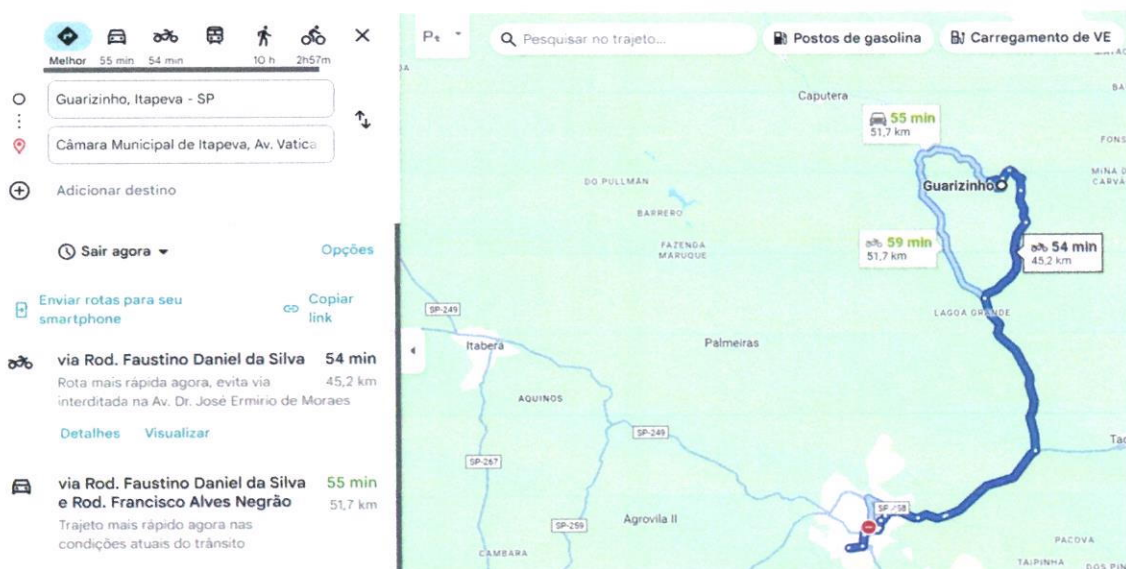 Melhor 55 min 54 min 10 h 2h57m
Guarizinho, Itapeva - SP
Câmara Municipal de Itapeva, Av. Vatica
Adicionar destino
Sair agora
Opções
Enviar rotas para seu
smartphone
Copiar
link
via Rod. Faustino Daniel da Silva 54 min
Rota mais rápida agora, evita via 45,2 km
interditada na Av. Dr. José Ermirio de Moraes
Detalhes Visualizar
via Rod. Faustino Daniel da Silva 55 min
e Rod. Francisco Alves Negrão 51,7 km
Trajeto mais rápido agora nas
condições atuais do trânsito
Pesquisar no trajeto...
Postos de gasolina
Carregamento de VE
Caputera
55 min
51,7 km
FONS
MINA D
CARVÃ
Guarizinho
DO PULLMAN
BARRERO
FAZENDA
MARUQUE
59 min
51,7 km
54 min
45,2 km
LAGOA GRANDE
SP-249
Itaberá
Palmeiras
AQUINOS
SP-249
SP-267
Agrovila II
SP-259
CAMBARA
PACOVA
TAIPINHA
DOS PIN